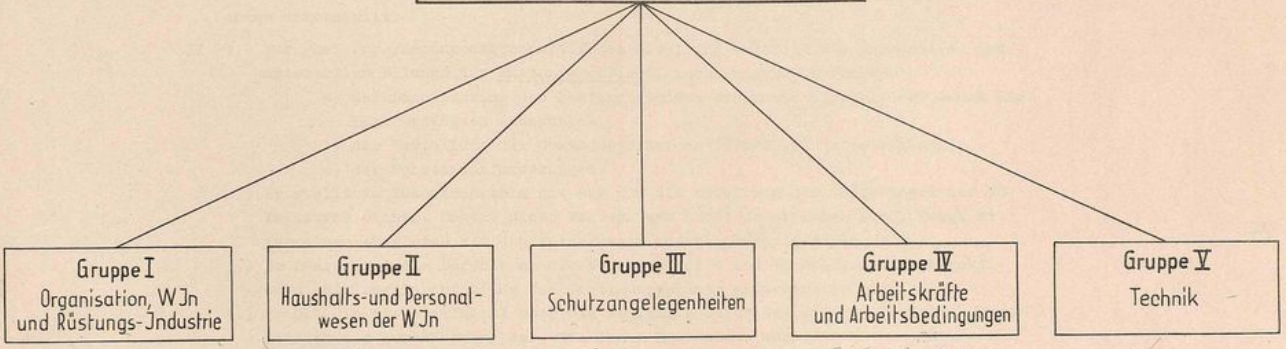 Gruppe I
Organisation, WJn
und Rüstungs-Jndustrie
Gruppe II
Haushalts-und Personal-
wesen der WJn
Gruppe III
Schutzangelegenheiten
Gruppe IV
Arbeitskräfte
und Arbeitsbedingungen
Gruppe V
Technik